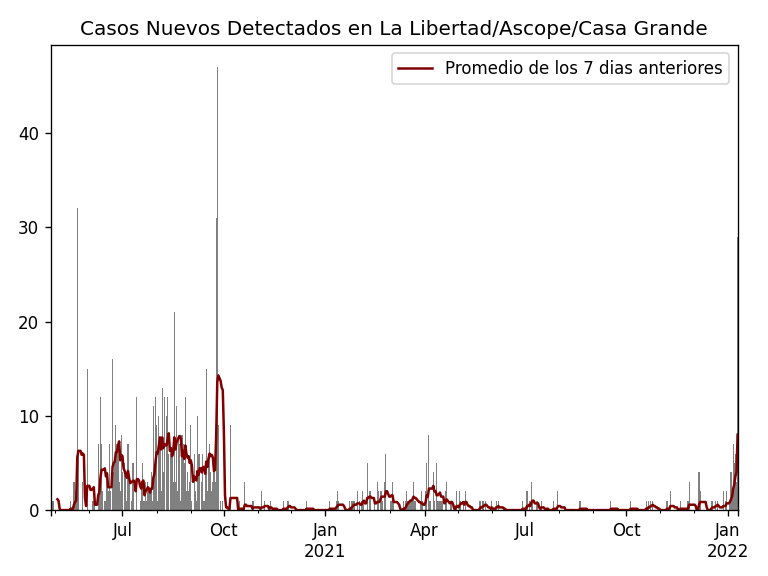 Casos Nuevos Detectados en La Libertad/Ascope/Casa Grande
Promedio de los 7 dias anteriores
40
30
20
10
0
Jul
Oct
Jan
2021
Apr
Jul
Oct
Jan
2022